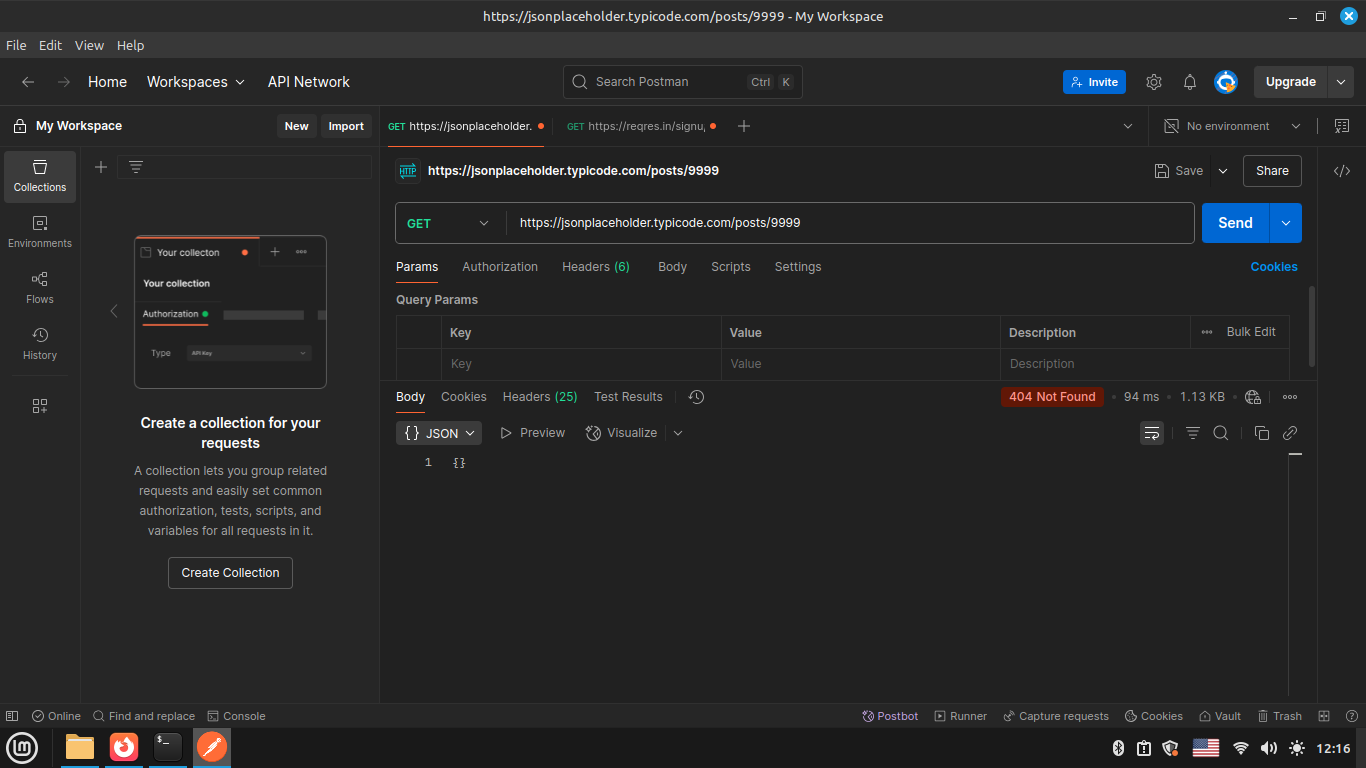 https://jsonplaceholder.typicode.com/posts/9999 - My Workspace
File Edit View Help
Home Workspaces API Network
Search Postman Ctrl K
Invite
Upgrade
My Workspace New Import
GET https://jsonplaceholder.
GET https://reqres.in/signu
No environment
Collections
Environments
Flows
History
Your collecton
Your collection
Authorization
Type API Key
Create a collection for your
requests
A collection lets you group related
requests and easily set common
authorization, tests, scripts, and
variables for all requests in it.
Create Collection
HTTP https://jsonplaceholder.typicode.com/posts/9999
Save Share
GET https://jsonplaceholder.typicode.com/posts/9999 Send
Params Authorization Headers (6) Body Scripts Settings Cookies
Query Params
Key Value Description Bulk Edit
Key Value Description
Body Cookies Headers (25) Test Results 404 Not Found • 94 ms • 1.13 KB
{} JSON Preview Visualize
1 {}
Online Find and replace Console Postbot Runner Capture requests Cookies Vault Trash
12:16